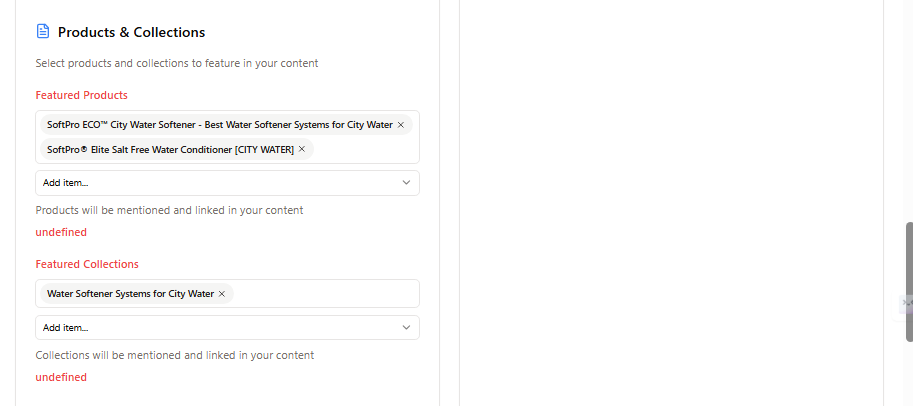 Products & Collections
Select products and collections to feature in your content
Featured Products
SoftPro ECO™ City Water Softener - Best Water Softener Systems for City Water ×
SoftPro® Elite Salt Free Water Conditioner [CITY WATER] ×
Add item...
Products will be mentioned and linked in your content
undefined
Featured Collections
Water Softener Systems for City Water ×
Add item...
Collections will be mentioned and linked in your content
undefined